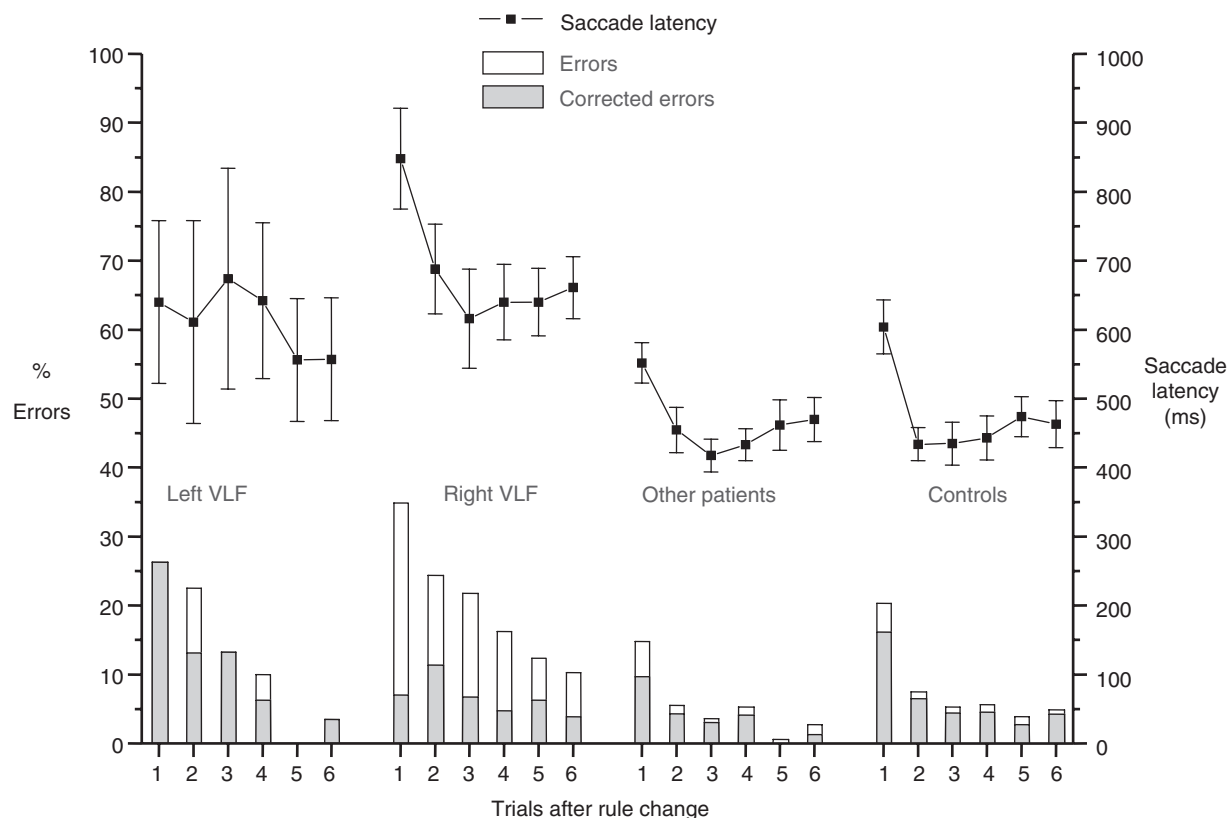 Saccade latency
Errors
Corrected errors
100
90
80
70
60
50
40
30
20
10
0
%
Errors
1000
900
800
700
600
500
400
300
200
100
0
Saccade
latency
(ms)
Left VLF
Right VLF
Other patients
Controls
1 2 3 4 5 6 1 2 3 4 5 6 1 2 3 4 5 6 1 2 3 4 5 6
Trials after rule change